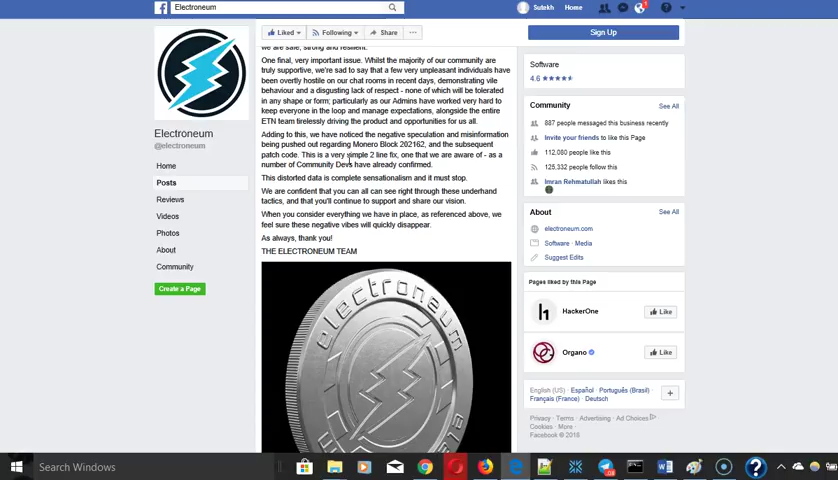 Electroneum
Sutekh Home
1
Liked Following Share ...
Sign Up
we are safe, strong and resilient.
One final, very important issue. Whilst the majority of our community are
truly supportive, we're sad to say that a few very unpleasant individuals have
been overtly hostile on our chat rooms in recent days, demonstrating vile
behaviour and a disgusting lack of respect - none of which will be tolerated
in any shape or form; particularly as our Admins have worked very hard to
keep everyone in the loop and manage expectations, alongside the entire
ETN team tirelessly driving the product and opportunities for us all.
Adding to this, we have noticed the negative speculation and misinformation
being pushed out regarding Monero Block 202162, and the subsequent
patch code. This is a very simple 2 line fix, one that we are aware of - as a
number of Community Devs have already confirmed.
This distorted data is complete sensationalism and it must stop.
We are confident that you all can see right through these underhand
tactics, and that you'll continue to support and share our vision.
When you consider everything we have in place, as referenced above, we
feel sure these negative vibes will quickly disappear.
As always, thank you!
THE ELECTRONEUM TEAM
electroneum
Electroneum
@electroneum
Home
Posts
Reviews
Videos
Photos
About
Community
Create a Page
Software
4.6 ★★★★★
Community See All
887 people messaged this business recently
Invite your friends to like this Page
112,080 people like this
125,332 people follow this
Imran Rehmatullah likes this
About See All
electroneum.com
Software · Media
Suggest Edits
Pages liked by this Page
HackerOne Like
Organo Like
English (US) · Español · Português (Brasil) ·
Français (France) · Deutsch
+
Privacy · Terms · Advertising · Ad Choices
Cookies · More
Facebook © 2018
Search Windows